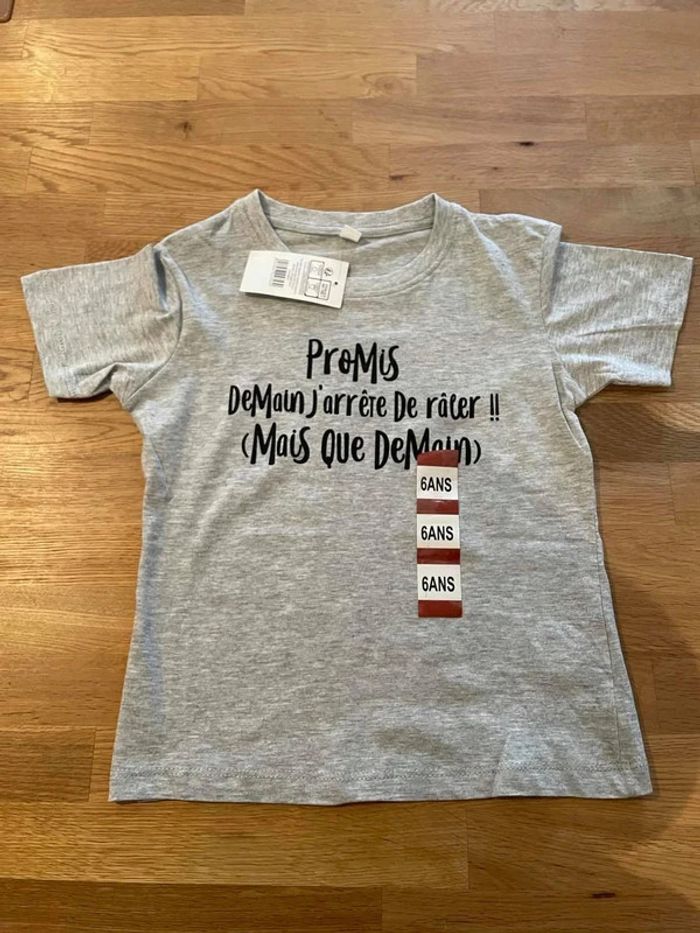 ProMis
DeMain j'arrête De râler !!
(Mais Que DeMain)
6ANS
6ANS
6ANS